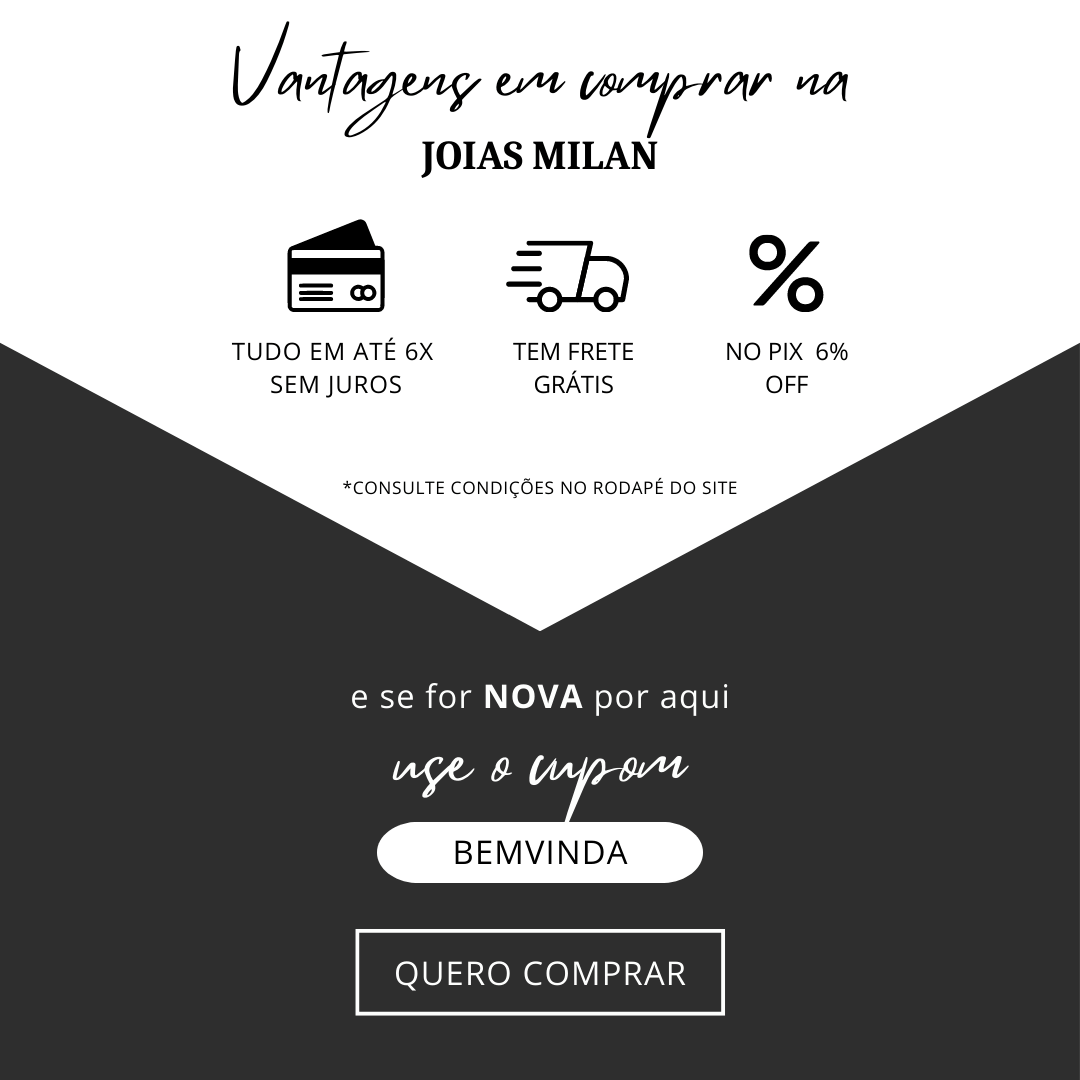 Vantagens em comprar na
JOIAS MILAN
TUDO EM ATÉ 6X
SEM JUROS
TEM FRETE
GRÁTIS
%
NO PIX 6%
OFF
*CONSULTE CONDIÇÕES NO RODAPÉ DO SITE
e se for NOVA por aqui
use o cupom
BEMVINDA
QUERO COMPRAR